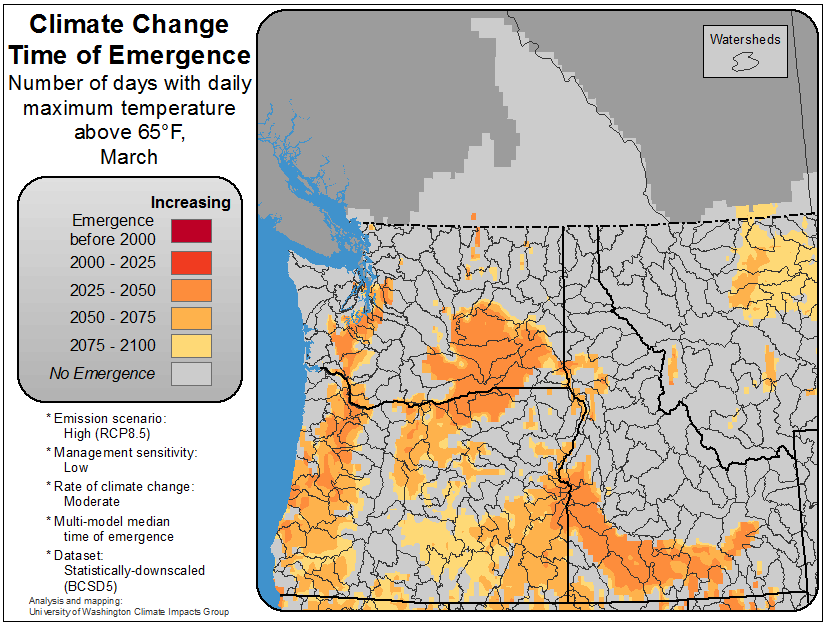 Climate Change
Time of Emergence
Number of days with daily
maximum temperature
above 65°F,
March
Increasing
Emergence
before 2000
2000 - 2025
2025 - 2050
2050 - 2075
2075 - 2100
No Emergence
* Emission scenario:
High (RCP8.5)
* Management sensitivity:
Low
* Rate of climate change:
Moderate
* Multi-model median
time of emergence
* Dataset:
Statistically-downscaled
(BCSD5)
Analysis and mapping:
University of Washington Climate Impacts Group
Watersheds